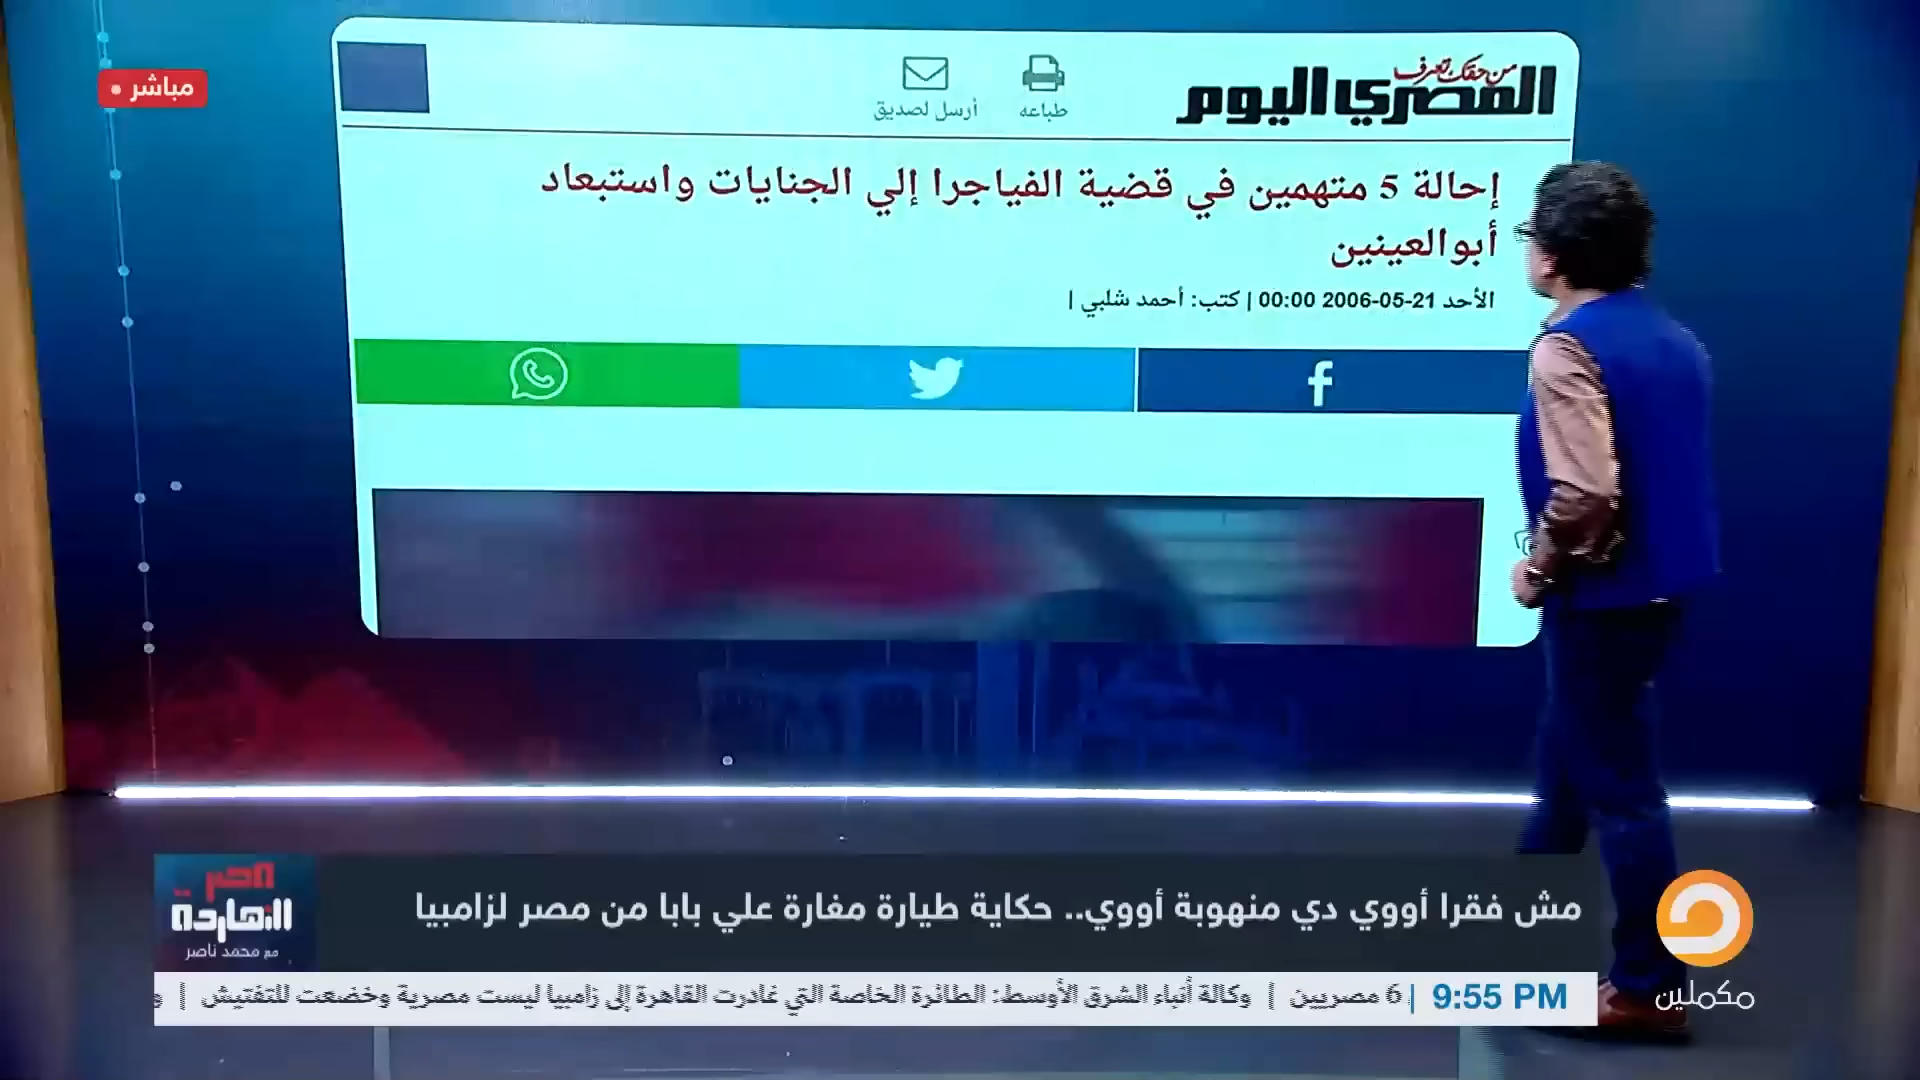 مباشر
من حقك تعرف
المصري اليوم
طباعه
أرسل لصديق
إحالة 5 متهمين في قضية الفياجرا إلي الجنايات واستبعاد
أبوالعينين
الأحد 21-05-2006 00:00 | كتب: أحمد شلبي |
مصر
النهاردة
مع محمد ناصر
مش فقرا أووي دي منهوبة أووي.. حكاية طيارة مغارة علي بابا من مصر لزامبيا
9:55 PM | 6 مصريين | وكالة أنباء الشرق الأوسط: الطائرة الخاصة التي غادرت القاهرة إلى زامبيا ليست مصرية وخضعت للتفتيش | و
مكملين